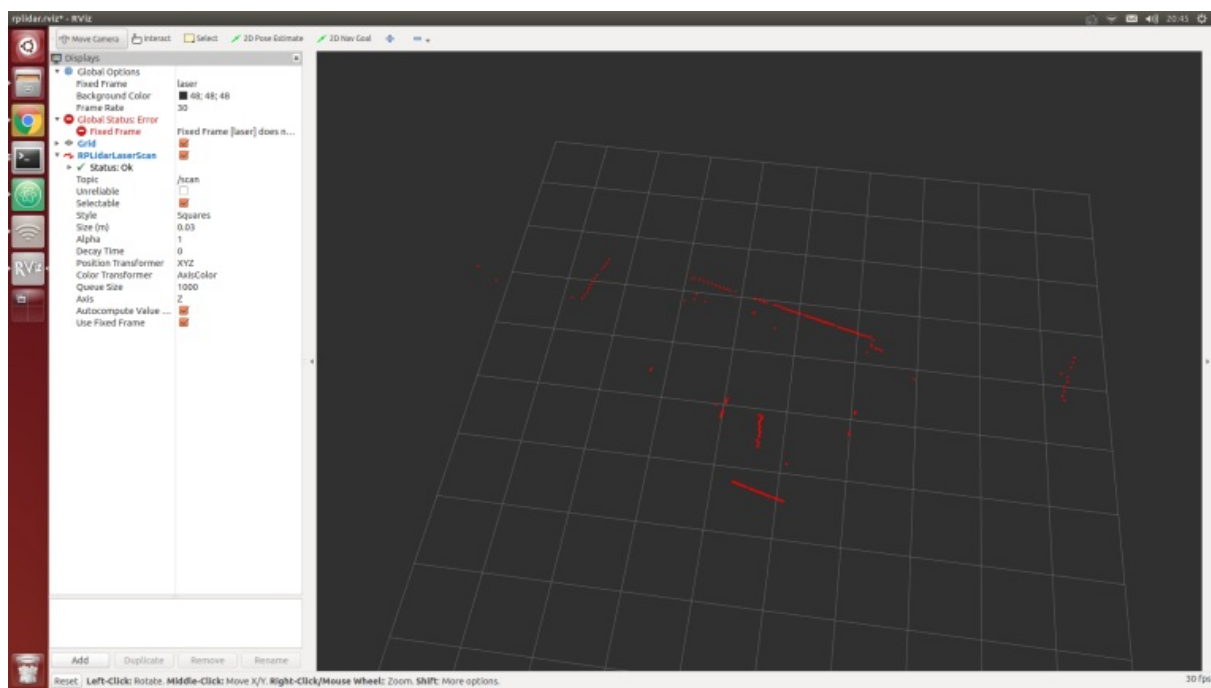 rplidar.rviz* - RViz
20:45
Move Camera Interact Select 2D Pose Estimate 2D Nav Goal
Displays
Global Options
Fixed Frame laser
Background Color 48; 48; 48
Frame Rate 30
Global Status: Error
Fixed Frame Fixed Frame [laser] does n...
Grid
RPLidarLaserScan
Status: Ok
Topic /scan
Unreliable
Selectable
Style Squares
Size (m) 0.03
Alpha 1
Decay Time 0
Position Transformer XYZ
Color Transformer AxisColor
Queue Size 1000
Axis Z
Autocompute Value ...
Use Fixed Frame
RViz
Add Duplicate Remove Rename
Reset Left-Click: Rotate. Middle-Click: Move X/Y. Right-Click/Mouse Wheel: Zoom. Shift: More options. 30 fps